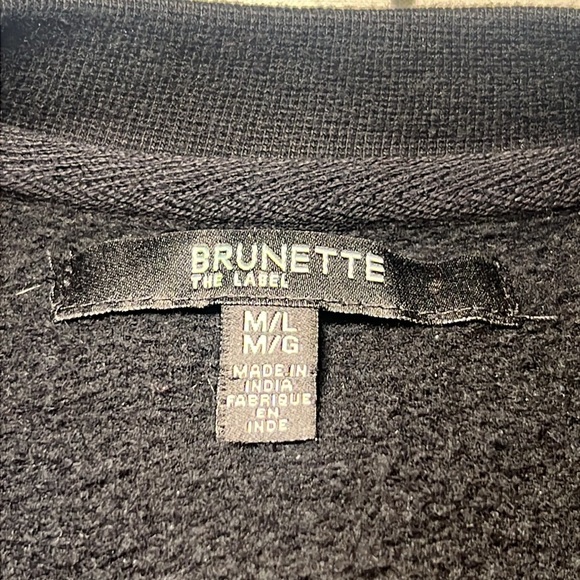 BRUNETTE
THE LABEL
M/L
M/G
MADE IN
INDIA
FABRIQUE
EN
INDE